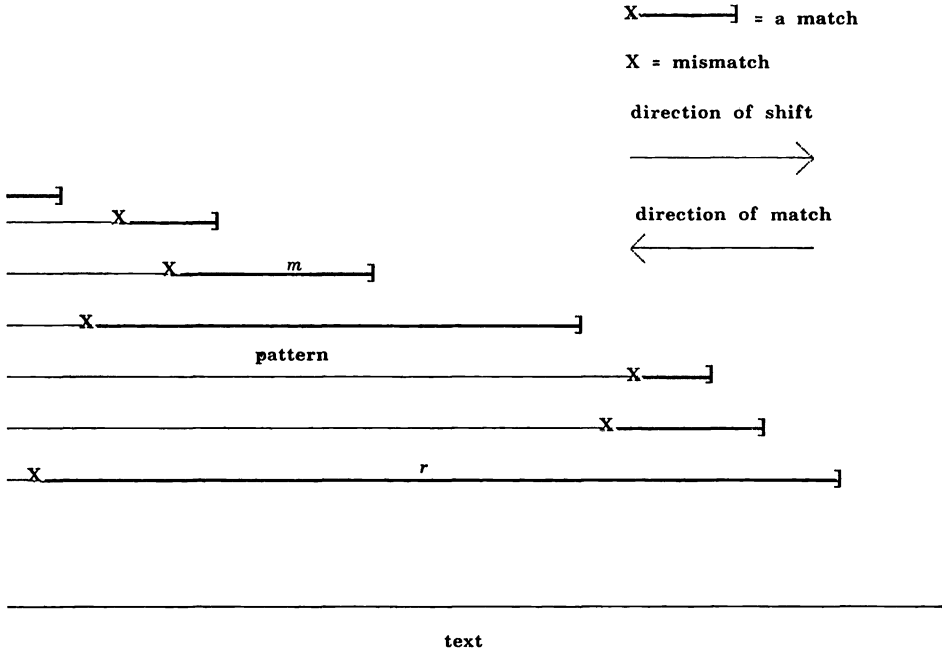 X ] = a match
X = mismatch
direction of shift
direction of match
X
X m
X
pattern
X
X
X r
text